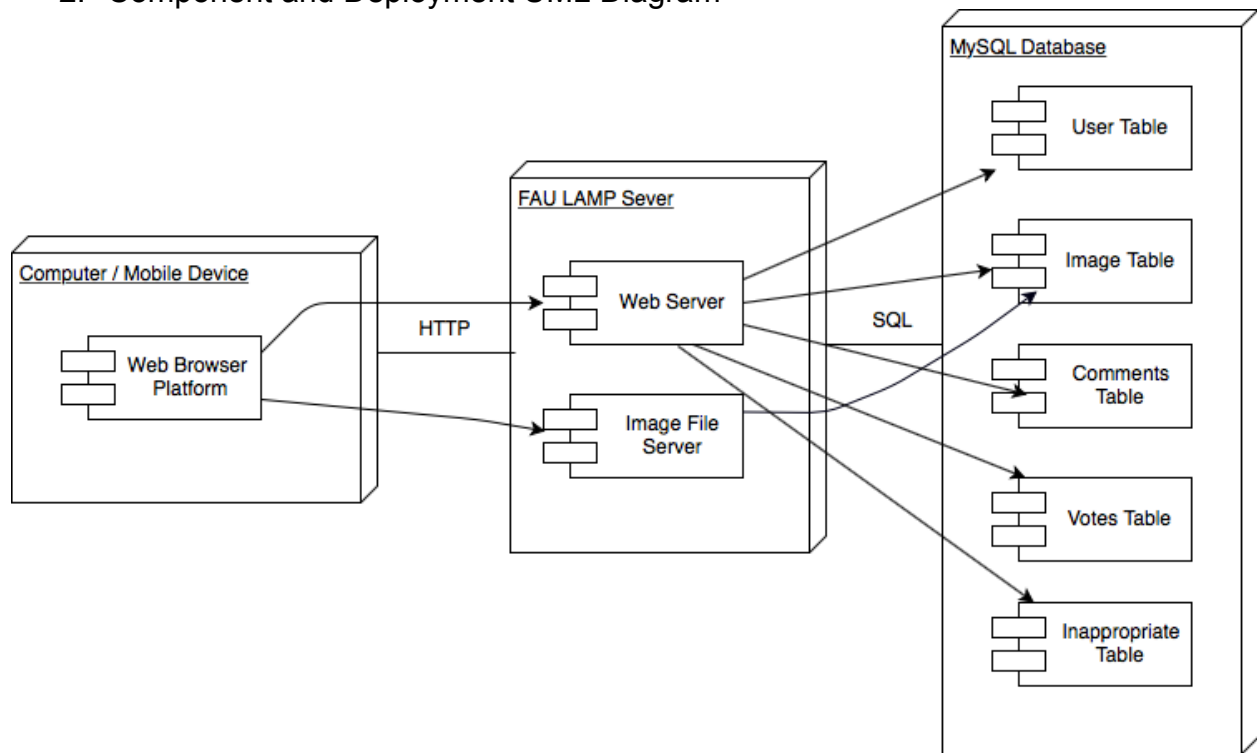 2. Component and Deployment UML Diagram
MySQL Database
User Table
FAU LAMP Sever
Image Table
Computer / Mobile Device
Web Server
HTTP
SQL
Web Browser
Platform
Comments
Table
Image File
Server
Votes Table
Inappropriate
Table